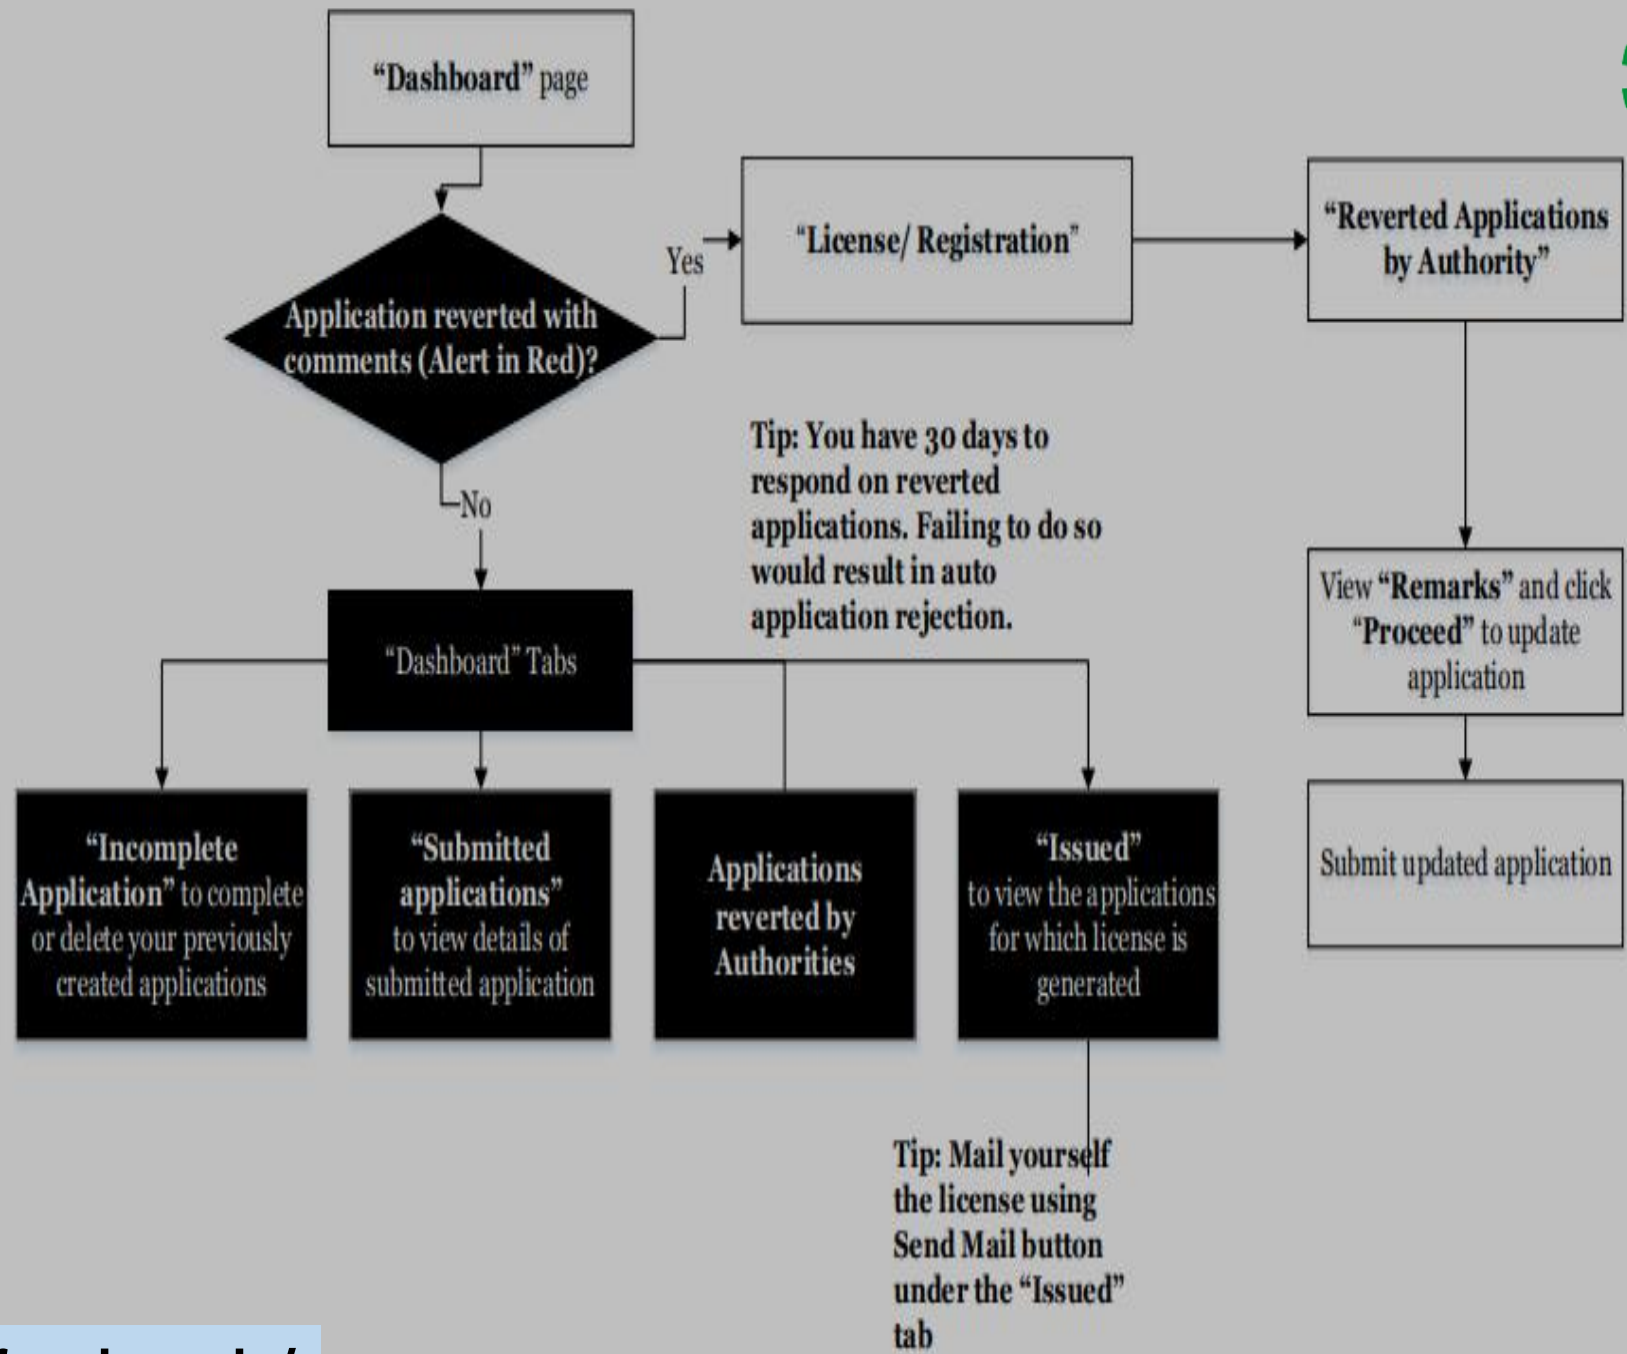 “Dashboard” page
Application reverted with
comments (Alert in Red)?
Yes
“License/ Registration”
“Reverted Applications
by Authority”
No
Tip: You have 30 days to
respond on reverted
applications. Failing to do so
would result in auto
application rejection.
View “Remarks” and click
“Proceed” to update
application
Submit updated application
“Dashboard” Tabs
“Incomplete
Application” to complete
or delete your previously
created applications
“Submitted
applications”
to view details of
submitted application
Applications
reverted by
Authorities
“Issued”
to view the applications
for which license is
generated
Tip: Mail yourself
the license using
Send Mail button
under the “Issued”
tab